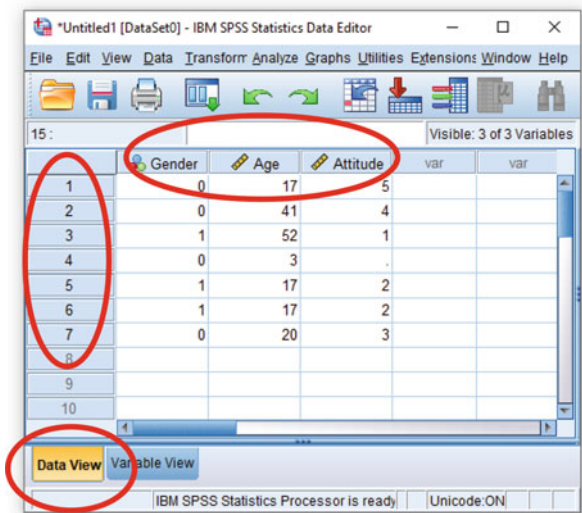 *Untitled1 [DataSet0] - IBM SPSS Statistics Data Editor
File Edit View Data Transform Analyze Graphs Utilities Extensions Window Help
15 : Visible: 3 of 3 Variables
Gender Age Attitude var var
1 0 17 5
2 0 41 4
3 1 52 1
4 0 3 .
5 1 17 2
6 1 17 2
7 0 20 3
8
9
10
Data View Variable View
IBM SPSS Statistics Processor is ready Unicode:ON